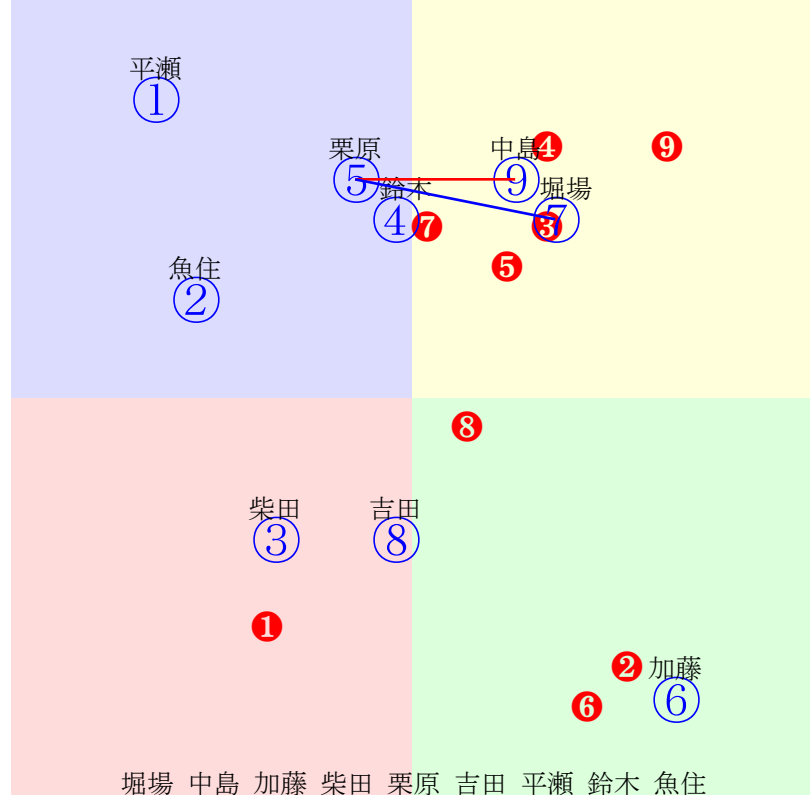 平瀬
①
栗原
中島
❹
❾
⑤
鈴木
⑨
堀場
④
❼
❸
⑦
魚住
❺
②
❽
柴田
吉田
③
⑧
❶
❷
加藤
❻
⑥
堀場 中島 加藤 柴田 栗原 吉田 平瀬 鈴木 魚住